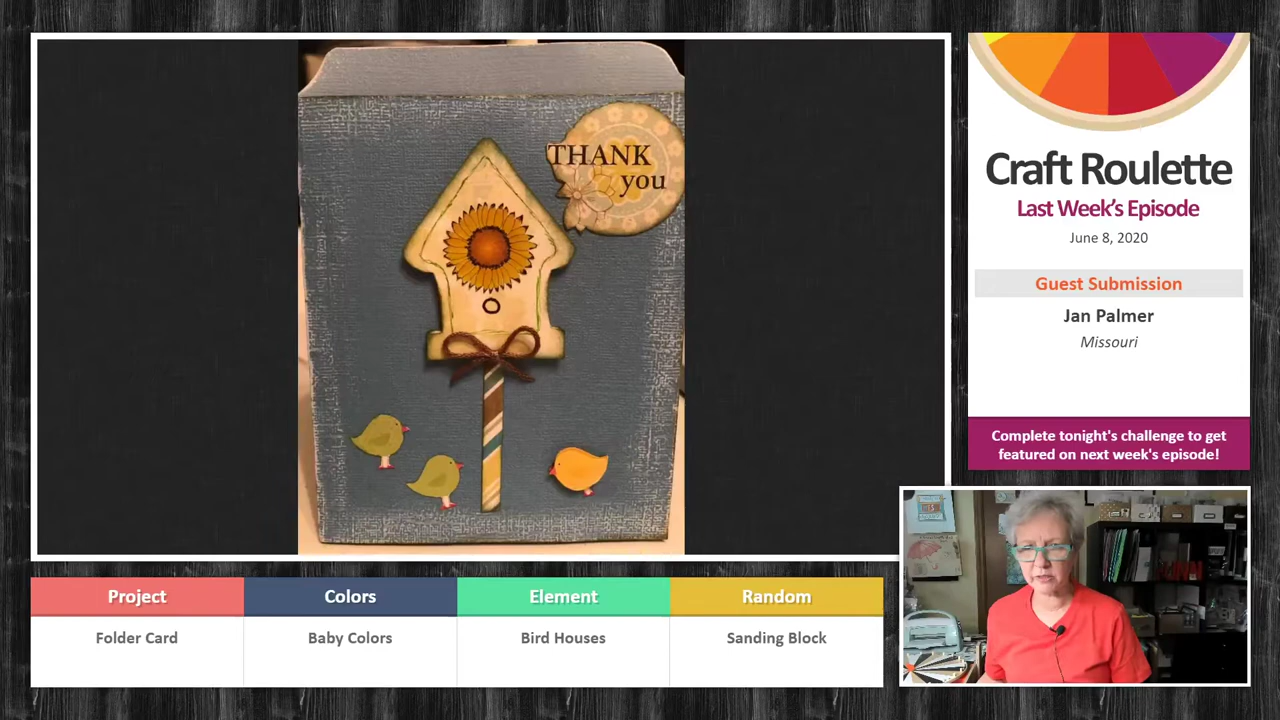 THANK
you
Craft Roulette
Last Week's Episode
June 8, 2020
Guest Submission
Jan Palmer
Missouri
Complete tonight's challenge to get
featured on next week's episode!
Project
Colors
Element
Random
Folder Card
Baby Colors
Bird Houses
Sanding Block